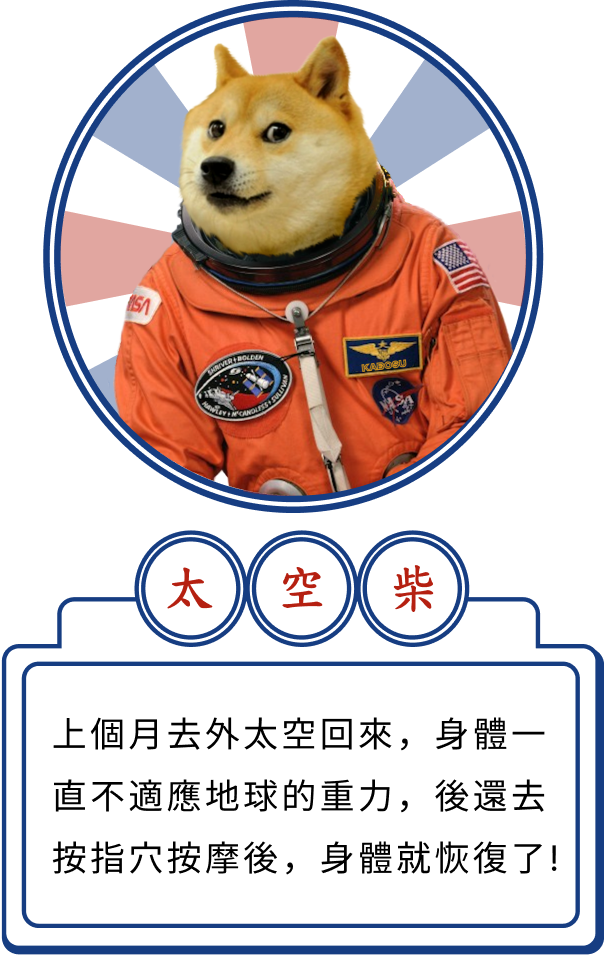 NASA
SHRIVER • BOLDEN
HAWLEY • McCANDLESS • SULLIVAN
KABOSU
NASA
太空柴
上個月去外太空回來，身體一
直不適應地球的重力，後還去
按指穴按摩後，身體就恢復了!